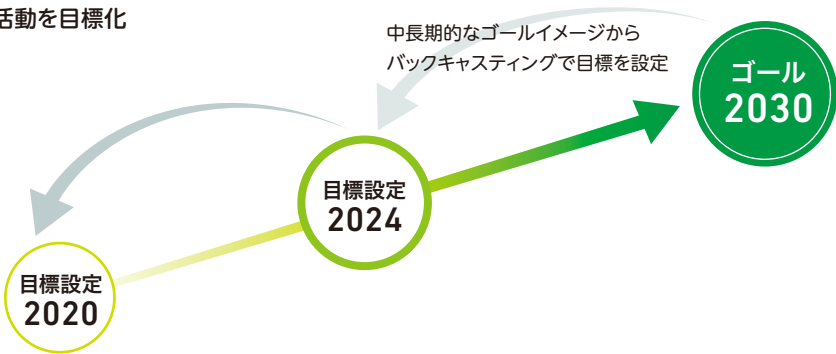 活動を目標化
中長期的なゴールイメージから
バックキャスティングで目標を設定
ゴール
2030
目標設定
2024
目標設定
2020